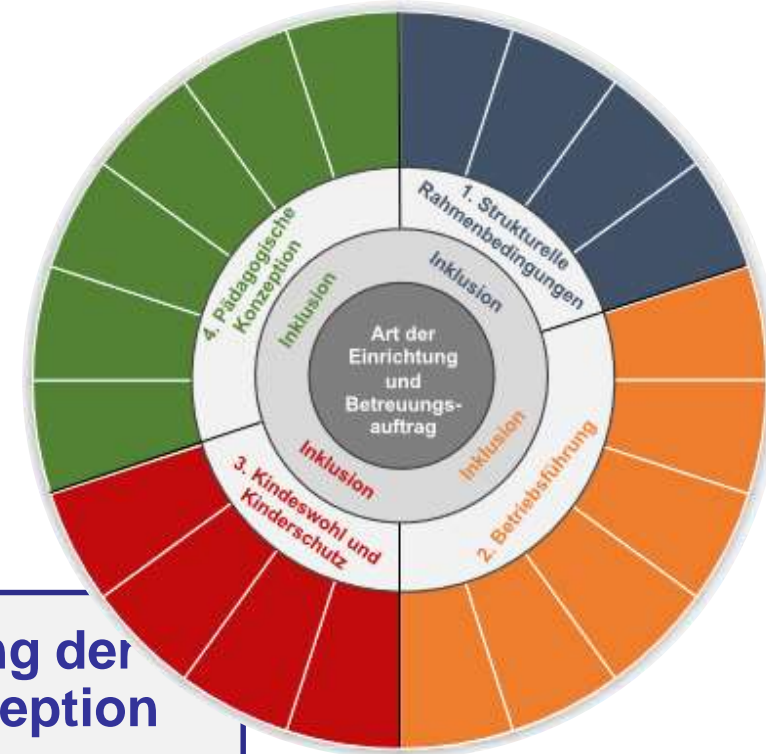 1. Strukturelle
Rahmenbedingungen
4. Pädagogische
Konzeption
Inklusion
Inklusion
Art der
Einrichtung
und
Betreuungs-
auftrag
Inklusion
Inklusion
3. Kindeswohl und
Kinderschutz
2. Betriebsführung
ng der
eption